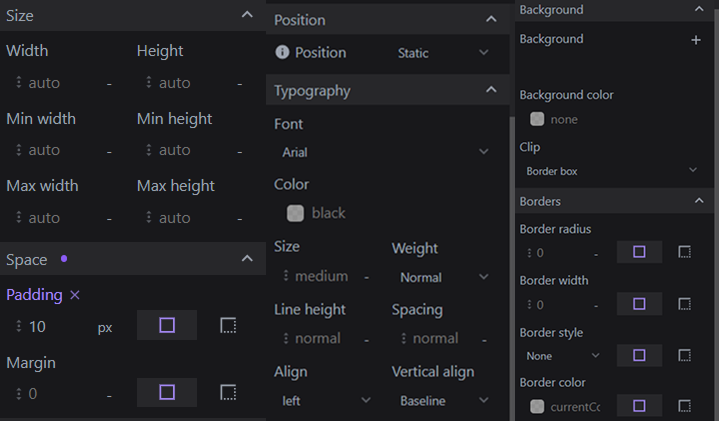 Size
Width Height
auto - auto -
Min width Min height
auto - auto -
Max width Max height
auto - auto -
Space
Padding ×
10 px
Margin
0 -
Position
Position Static
Typography
Font
Arial
Color
black
Size Weight
medium - Normal
Line height Spacing
normal - normal -
Align Vertical align
left Baseline
Background
Background +
Background color
none
Clip
Border box
Borders
Border radius
0 -
Border width
0 -
Border style
None
Border color
currentCc